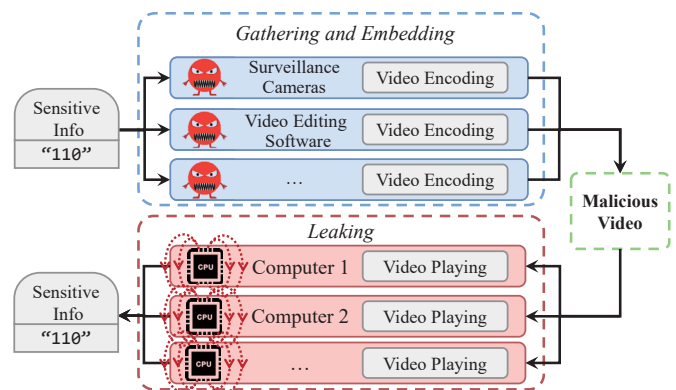 Gathering and Embedding
Surveillance
Cameras
Video Encoding
Sensitive
Info
“110”
Video Editing
Software
Video Encoding
...
Video Encoding
Malicious
Video
Leaking
CPU
Computer 1
Video Playing
Sensitive
Info
“110”
CPU
Computer 2
Video Playing
CPU
...
Video Playing